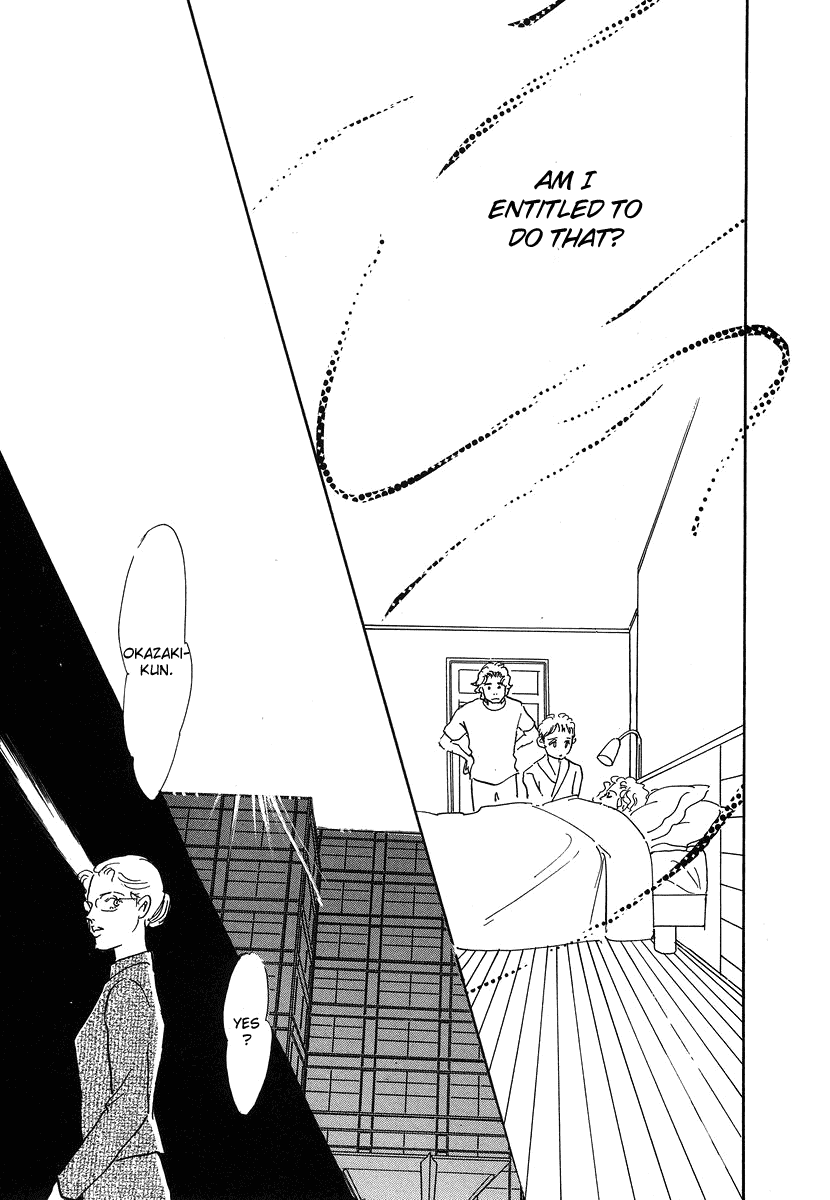 AM I
ENTITLED TO
DO THAT?
OKAZAKI-
KUN.
YES
?